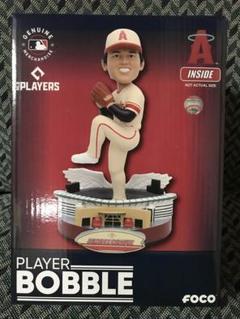 GENUINE
MERCHANDISE
PLAYERS
A
INSIDE
NOT ACTUAL SIZE
PLAYER
BOBBLE
FOCO